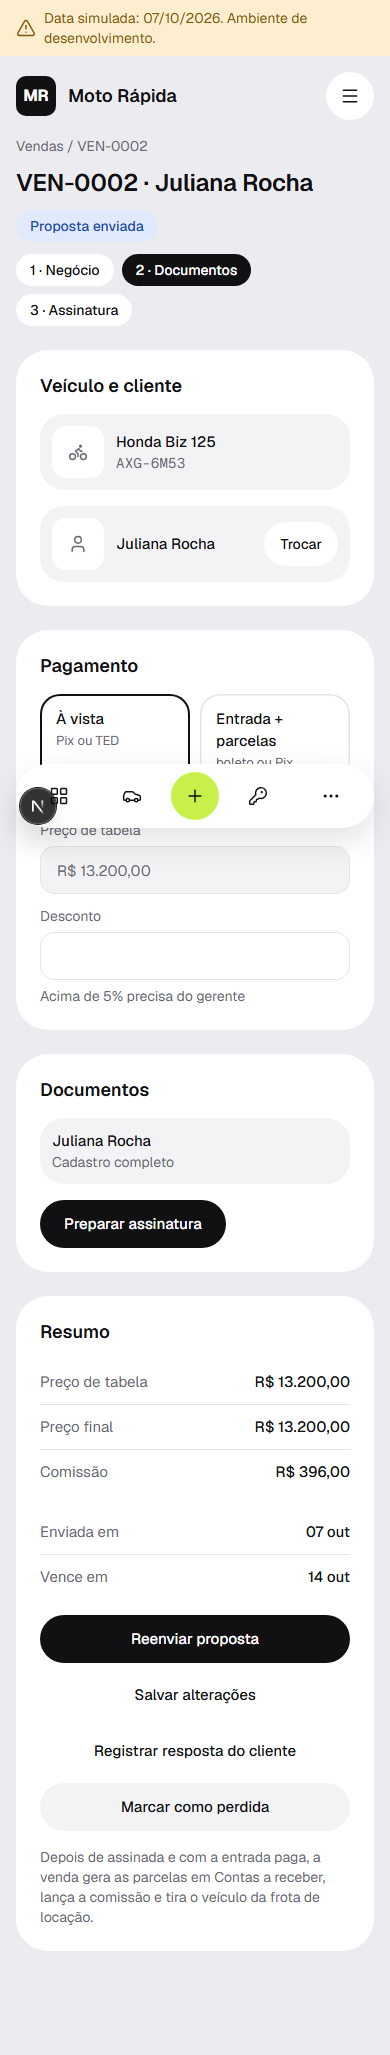 Data simulada: 07/10/2026. Ambiente de
desenvolvimento.
MR
Moto Rápida
Vendas / VEN-0002
VEN-0002 · Juliana Rocha
Proposta enviada
1 · Negócio
2 · Documentos
3 · Assinatura
Veículo e cliente
Honda Biz 125
AXG-6M53
Juliana Rocha
Trocar
Pagamento
À vista
Pix ou TED
Entrada +
parcelas
boleto ou Pix
N
Preço de tabela
R$ 13.200,00
Desconto
Acima de 5% precisa do gerente
Documentos
Juliana Rocha
Cadastro completo
Preparar assinatura
Resumo
Preço de tabela
R$ 13.200,00
Preço final
R$ 13.200,00
Comissão
R$ 396,00
Enviada em
07 out
Vence em
14 out
Reenviar proposta
Salvar alterações
Registrar resposta do cliente
Marcar como perdida
Depois de assinada e com a entrada paga, a
venda gera as parcelas em Contas a receber,
lança a comissão e tira o veículo da frota de
locação.